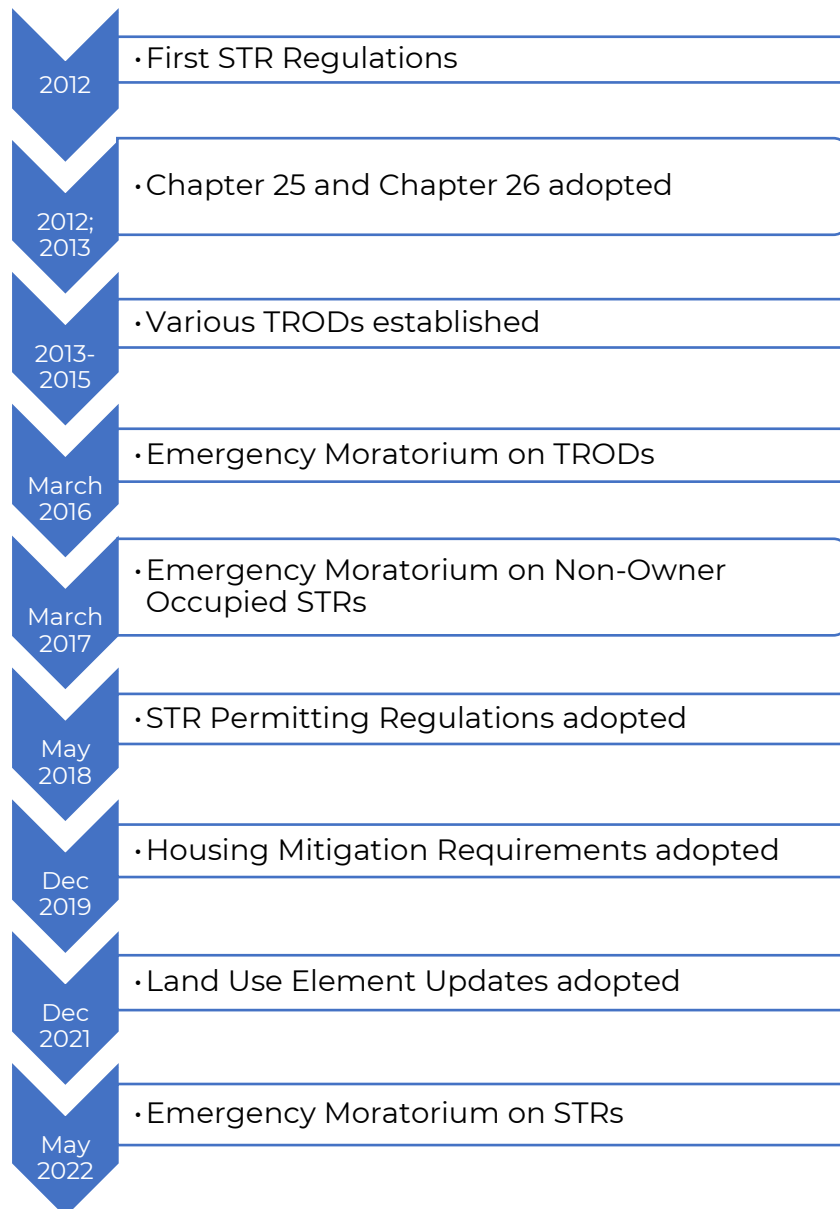 2012
·First STR Regulations
2012;
2013
·Chapter 25 and Chapter 26 adopted
2013-
2015
·Various TRODs established
March
2016
·Emergency Moratorium on TRODs
March
2017
·Emergency Moratorium on Non-Owner
Occupied STRs
May
2018
·STR Permitting Regulations adopted
Dec
2019
·Housing Mitigation Requirements adopted
Dec
2021
·Land Use Element Updates adopted
May
2022
·Emergency Moratorium on STRs